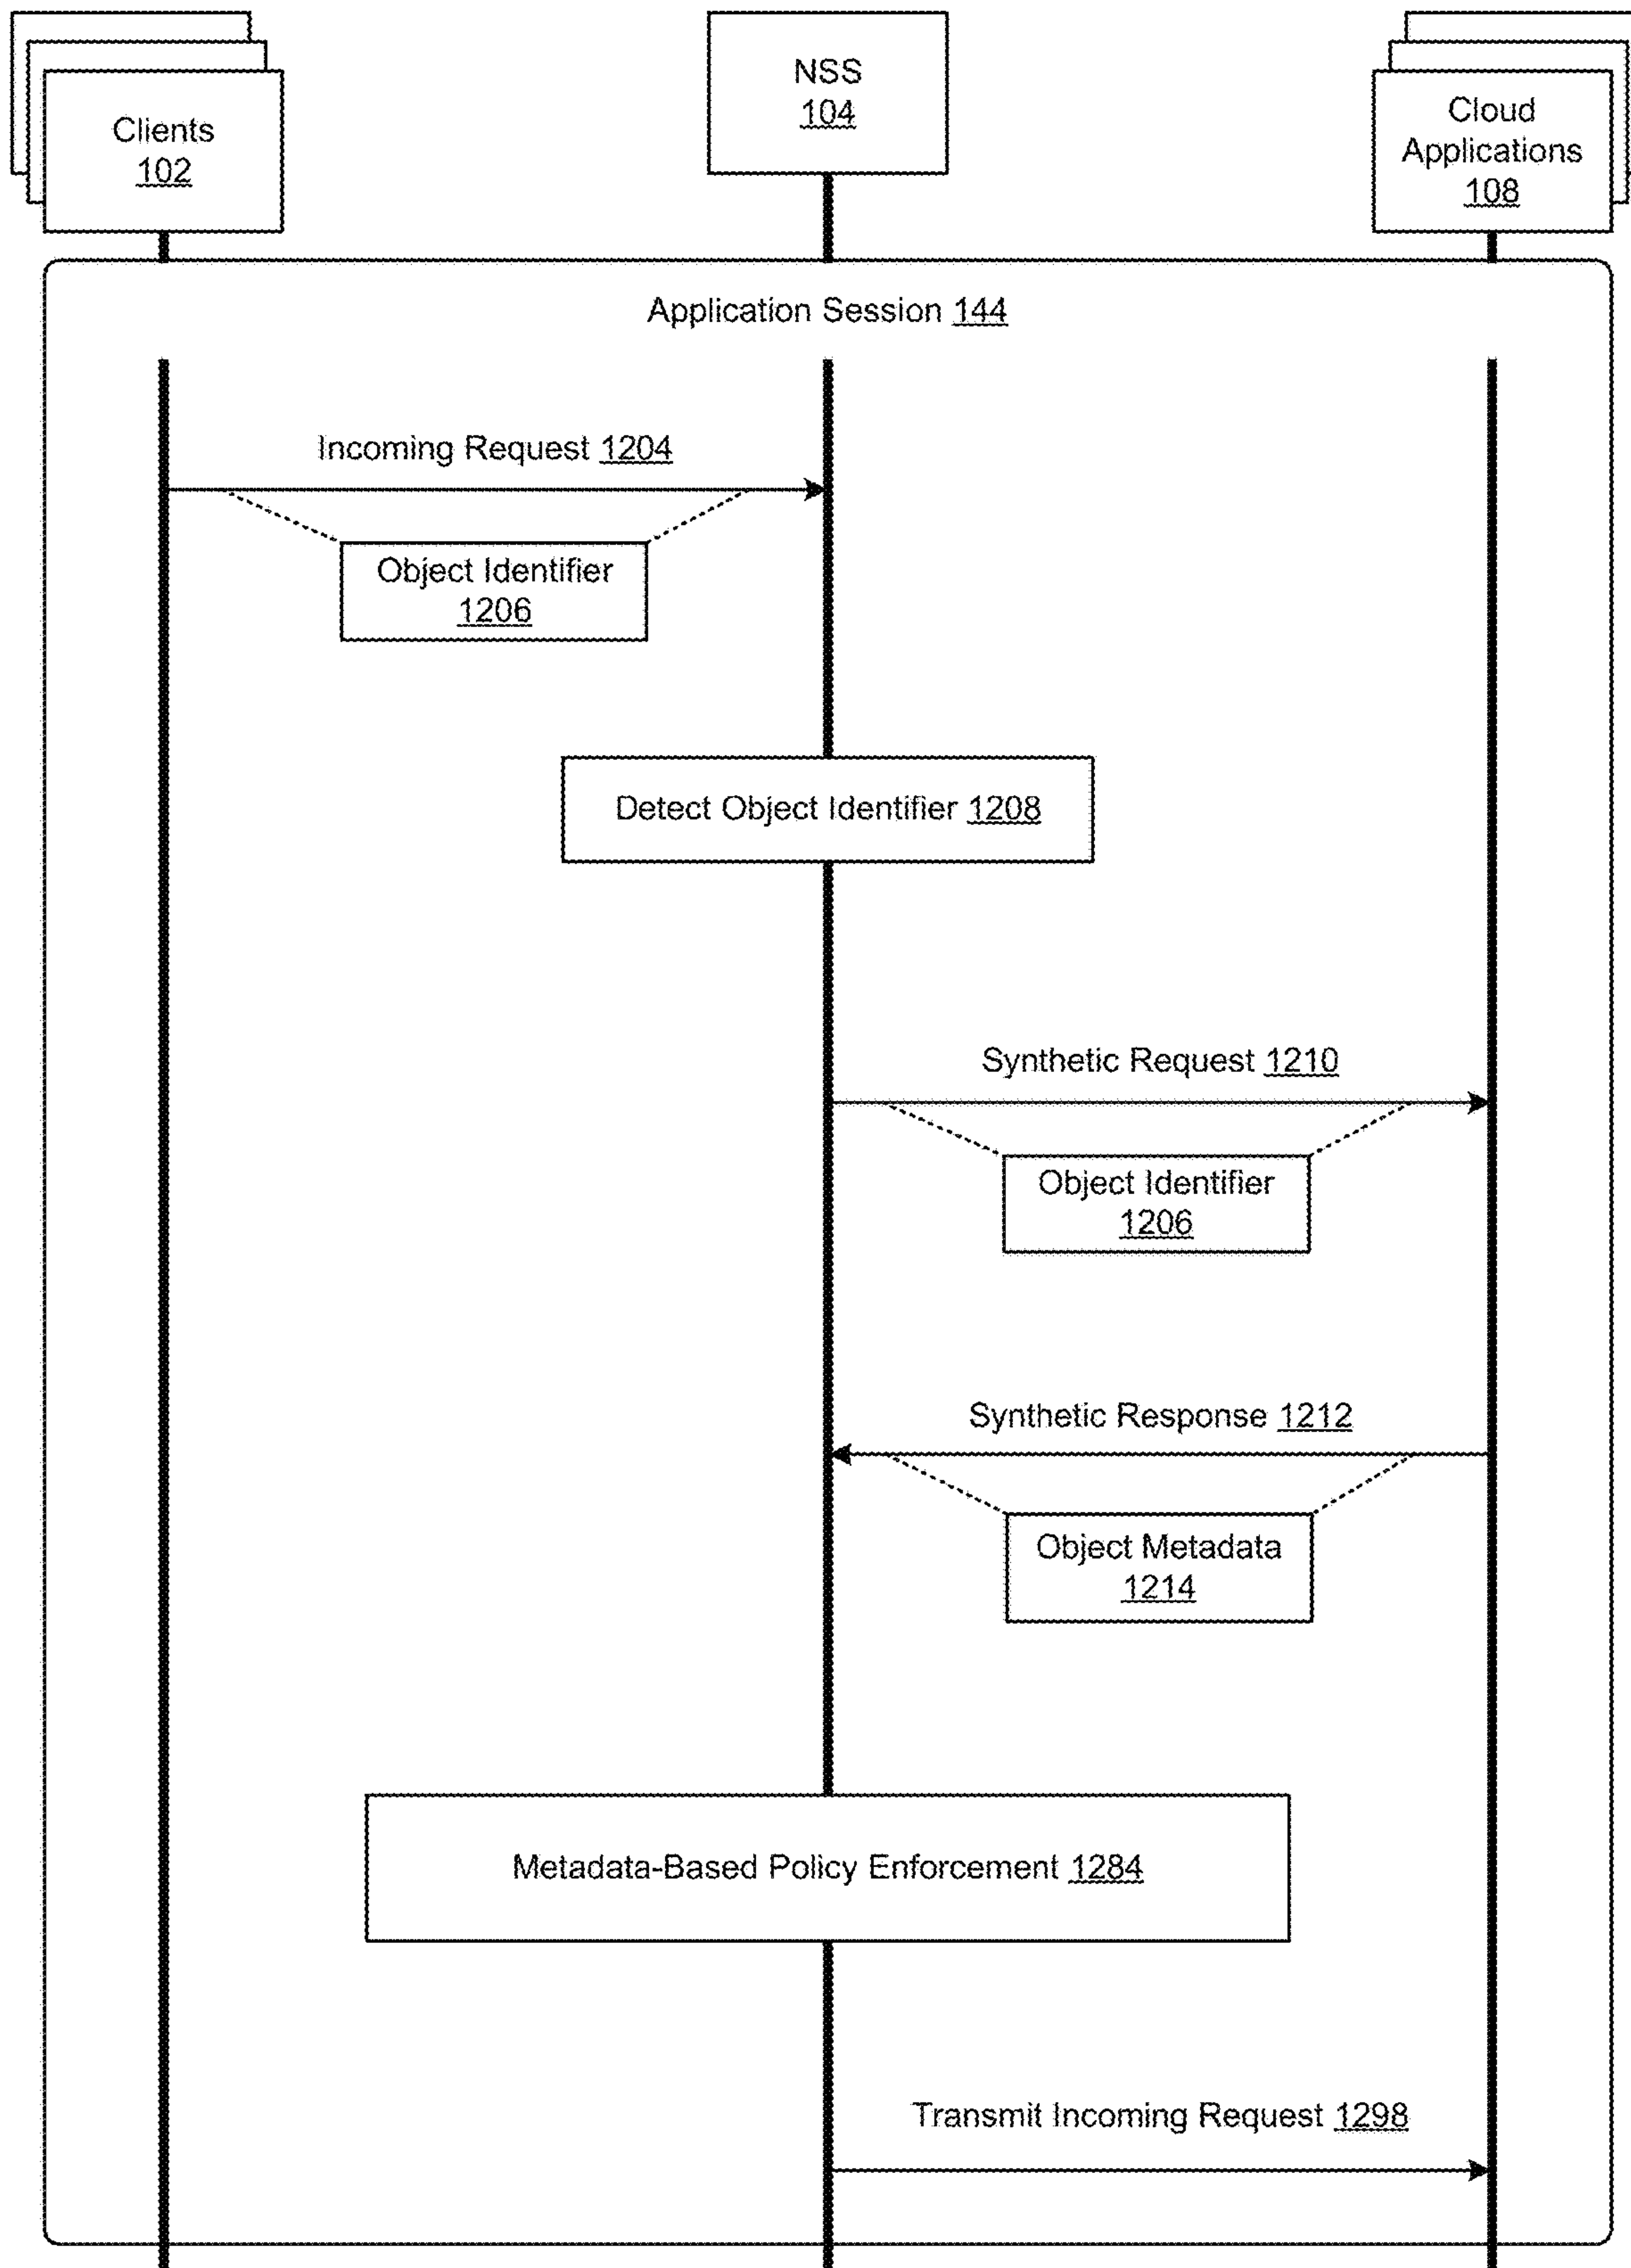 Clients
102
NSS
104
Cloud
Applications
108
Application Session 144
Incoming Request 1204
Object Identifier
1206
Detect Object Identifier 1208
Synthetic Request 1210
Object Identifier
1206
Synthetic Response 1212
Object Metadata
1214
Metadata-Based Policy Enforcement 1284
Transmit Incoming Request 1298